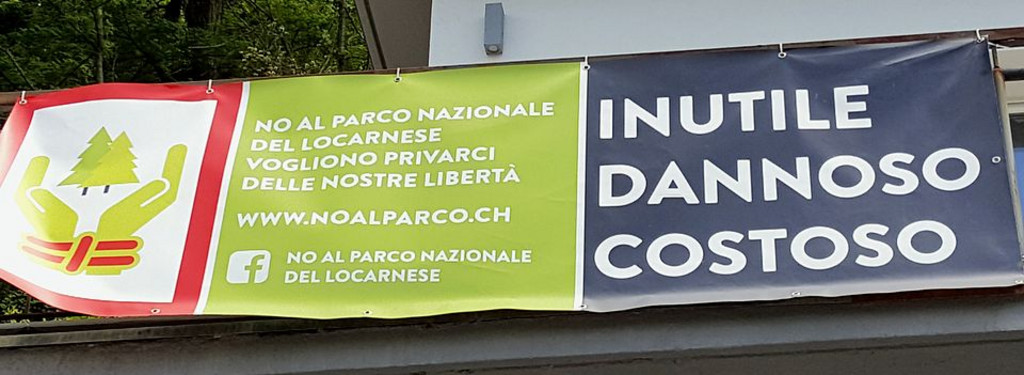 NO AL PARCO NAZIONALE
DEL LOCARNESE
VOGLIONO PRIVARCI
DELLE NOSTRE LIBERTÀ
WWW.NOALPARCO.CH
f NO AL PARCO NAZIONALE
DEL LOCARNESE
INUTILE
DANNOSO
COSTOSO